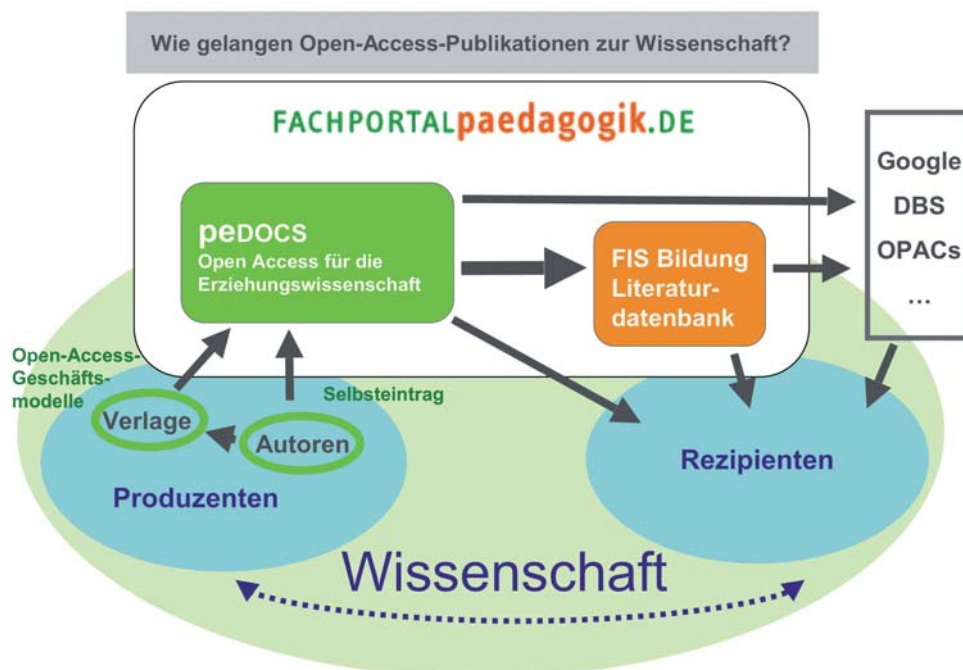 Wie gelangen Open-Access-Publikationen zur Wissenschaft?
FACHPORTALpaedagogik.DE
peDOCS
Open Access für die
Erziehungswissenschaft
FIS Bildung
Literatur-
datenbank
Google
DBS
OPACs
...
Open-Access-
Geschäfts-
modelle
Selbsteintrag
Verlage
Autoren
Produzenten
Rezipienten
Wissenschaft